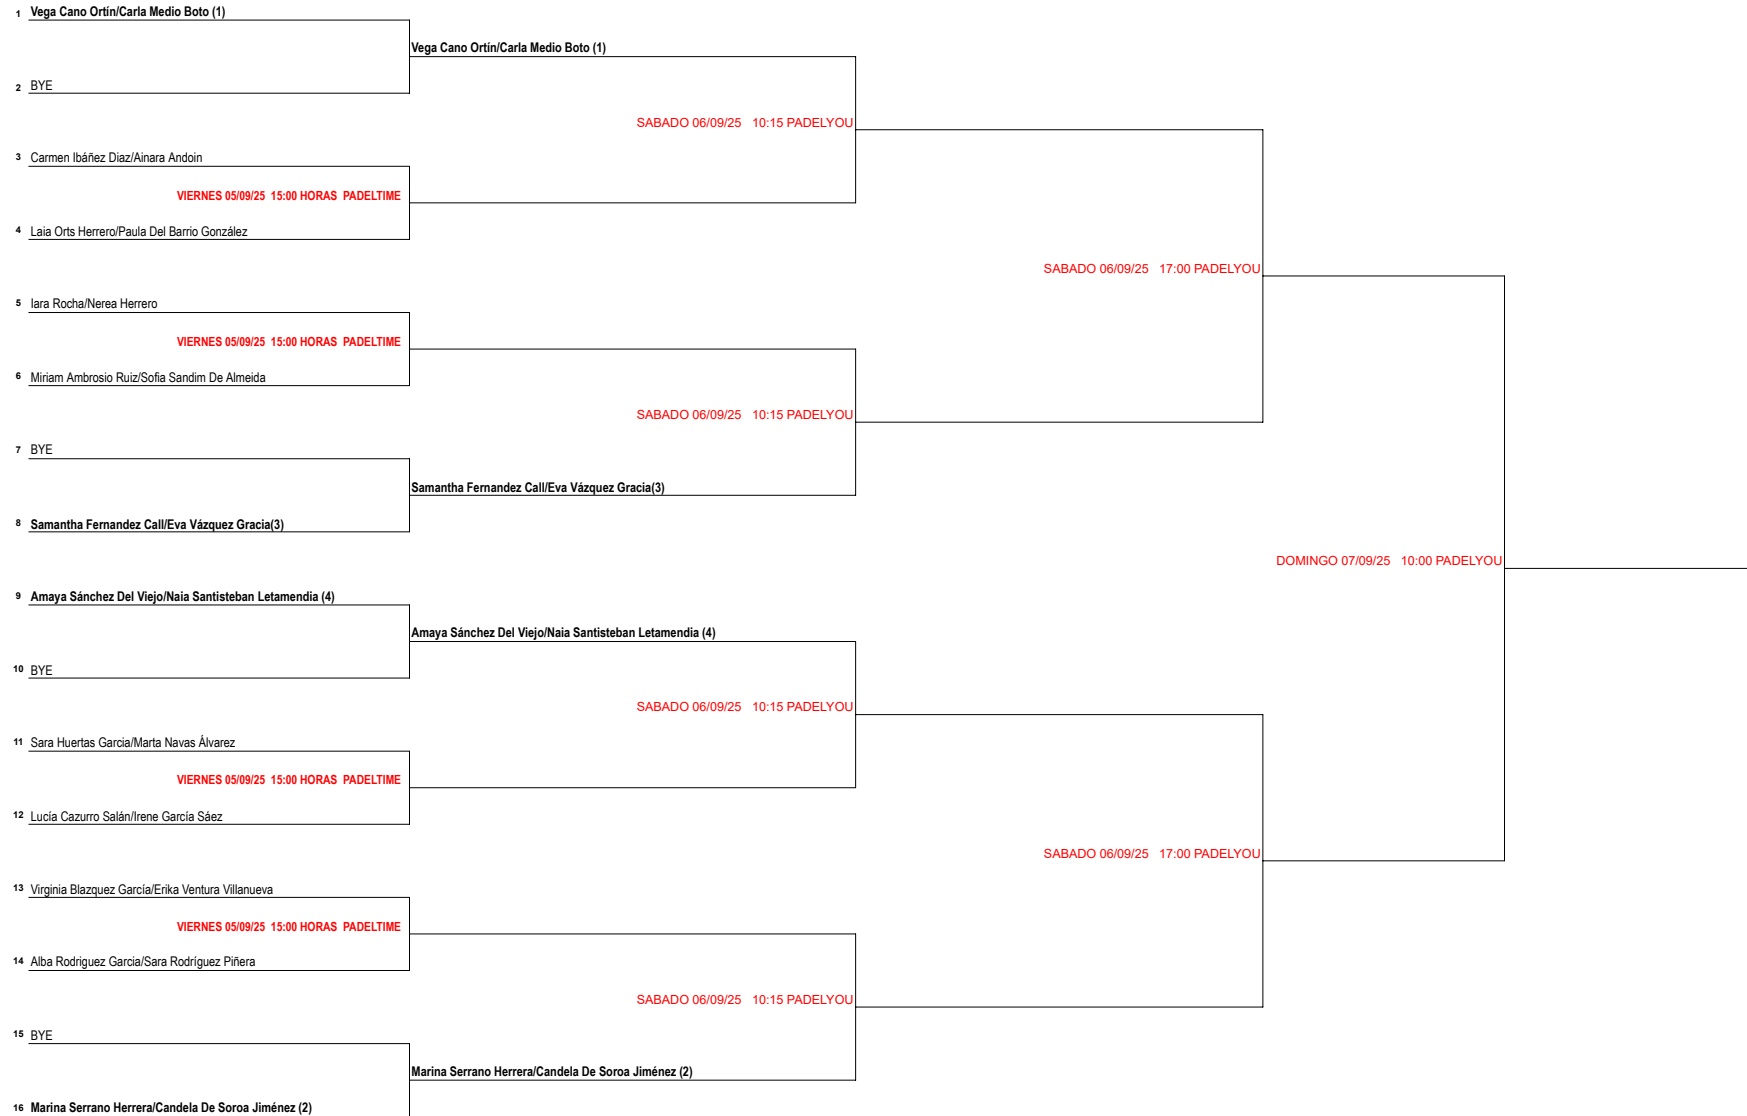 1 Vega Cano Ortín/Carla Medio Boto (1)
Vega Cano Ortín/Carla Medio Boto (1)
2 BYE
SABADO 06/09/25 10:15 PADELYOU
3 Carmen Ibáñez Diaz/Ainara Andoin
VIERNES 05/09/25 15:00 HORAS PADELTIME
4 Laia Orts Herrero/Paula Del Barrio González
SABADO 06/09/25 17:00 PADELYOU
5 Iara Rocha/Nerea Herrero
VIERNES 05/09/25 15:00 HORAS PADELTIME
6 Miriam Ambrosio Ruiz/Sofia Sandim De Almeida
SABADO 06/09/25 10:15 PADELYOU
7 BYE
Samantha Fernandez Call/Eva Vázquez Gracia(3)
8 Samantha Fernandez Call/Eva Vázquez Gracia(3)
DOMINGO 07/09/25 10:00 PADELYOU
9 Amaya Sánchez Del Viejo/Naia Santisteban Letamendia (4)
Amaya Sánchez Del Viejo/Naia Santisteban Letamendia (4)
10 BYE
SABADO 06/09/25 10:15 PADELYOU
11 Sara Huertas Garcia/Marta Navas Álvarez
VIERNES 05/09/25 15:00 HORAS PADELTIME
12 Lucía Cazurro Salán/Irene García Sáez
SABADO 06/09/25 17:00 PADELYOU
13 Virginia Blazquez García/Erika Ventura Villanueva
VIERNES 05/09/25 15:00 HORAS PADELTIME
14 Alba Rodriguez Garcia/Sara Rodríguez Piñera
SABADO 06/09/25 10:15 PADELYOU
15 BYE
Marina Serrano Herrera/Candela De Soroa Jiménez (2)
16 Marina Serrano Herrera/Candela De Soroa Jiménez (2)